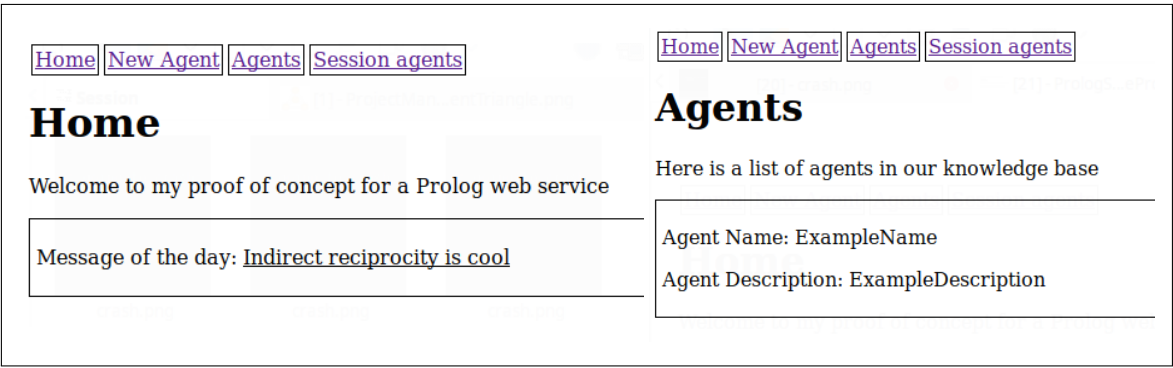 Home New Agent Agents Session agents
Home
Welcome to my proof of concept for a Prolog web service
Message of the day: Indirect reciprocity is cool
Home New Agent Agents Session agents
Agents
Here is a list of agents in our knowledge base
Agent Name: ExampleName
Agent Description: ExampleDescription